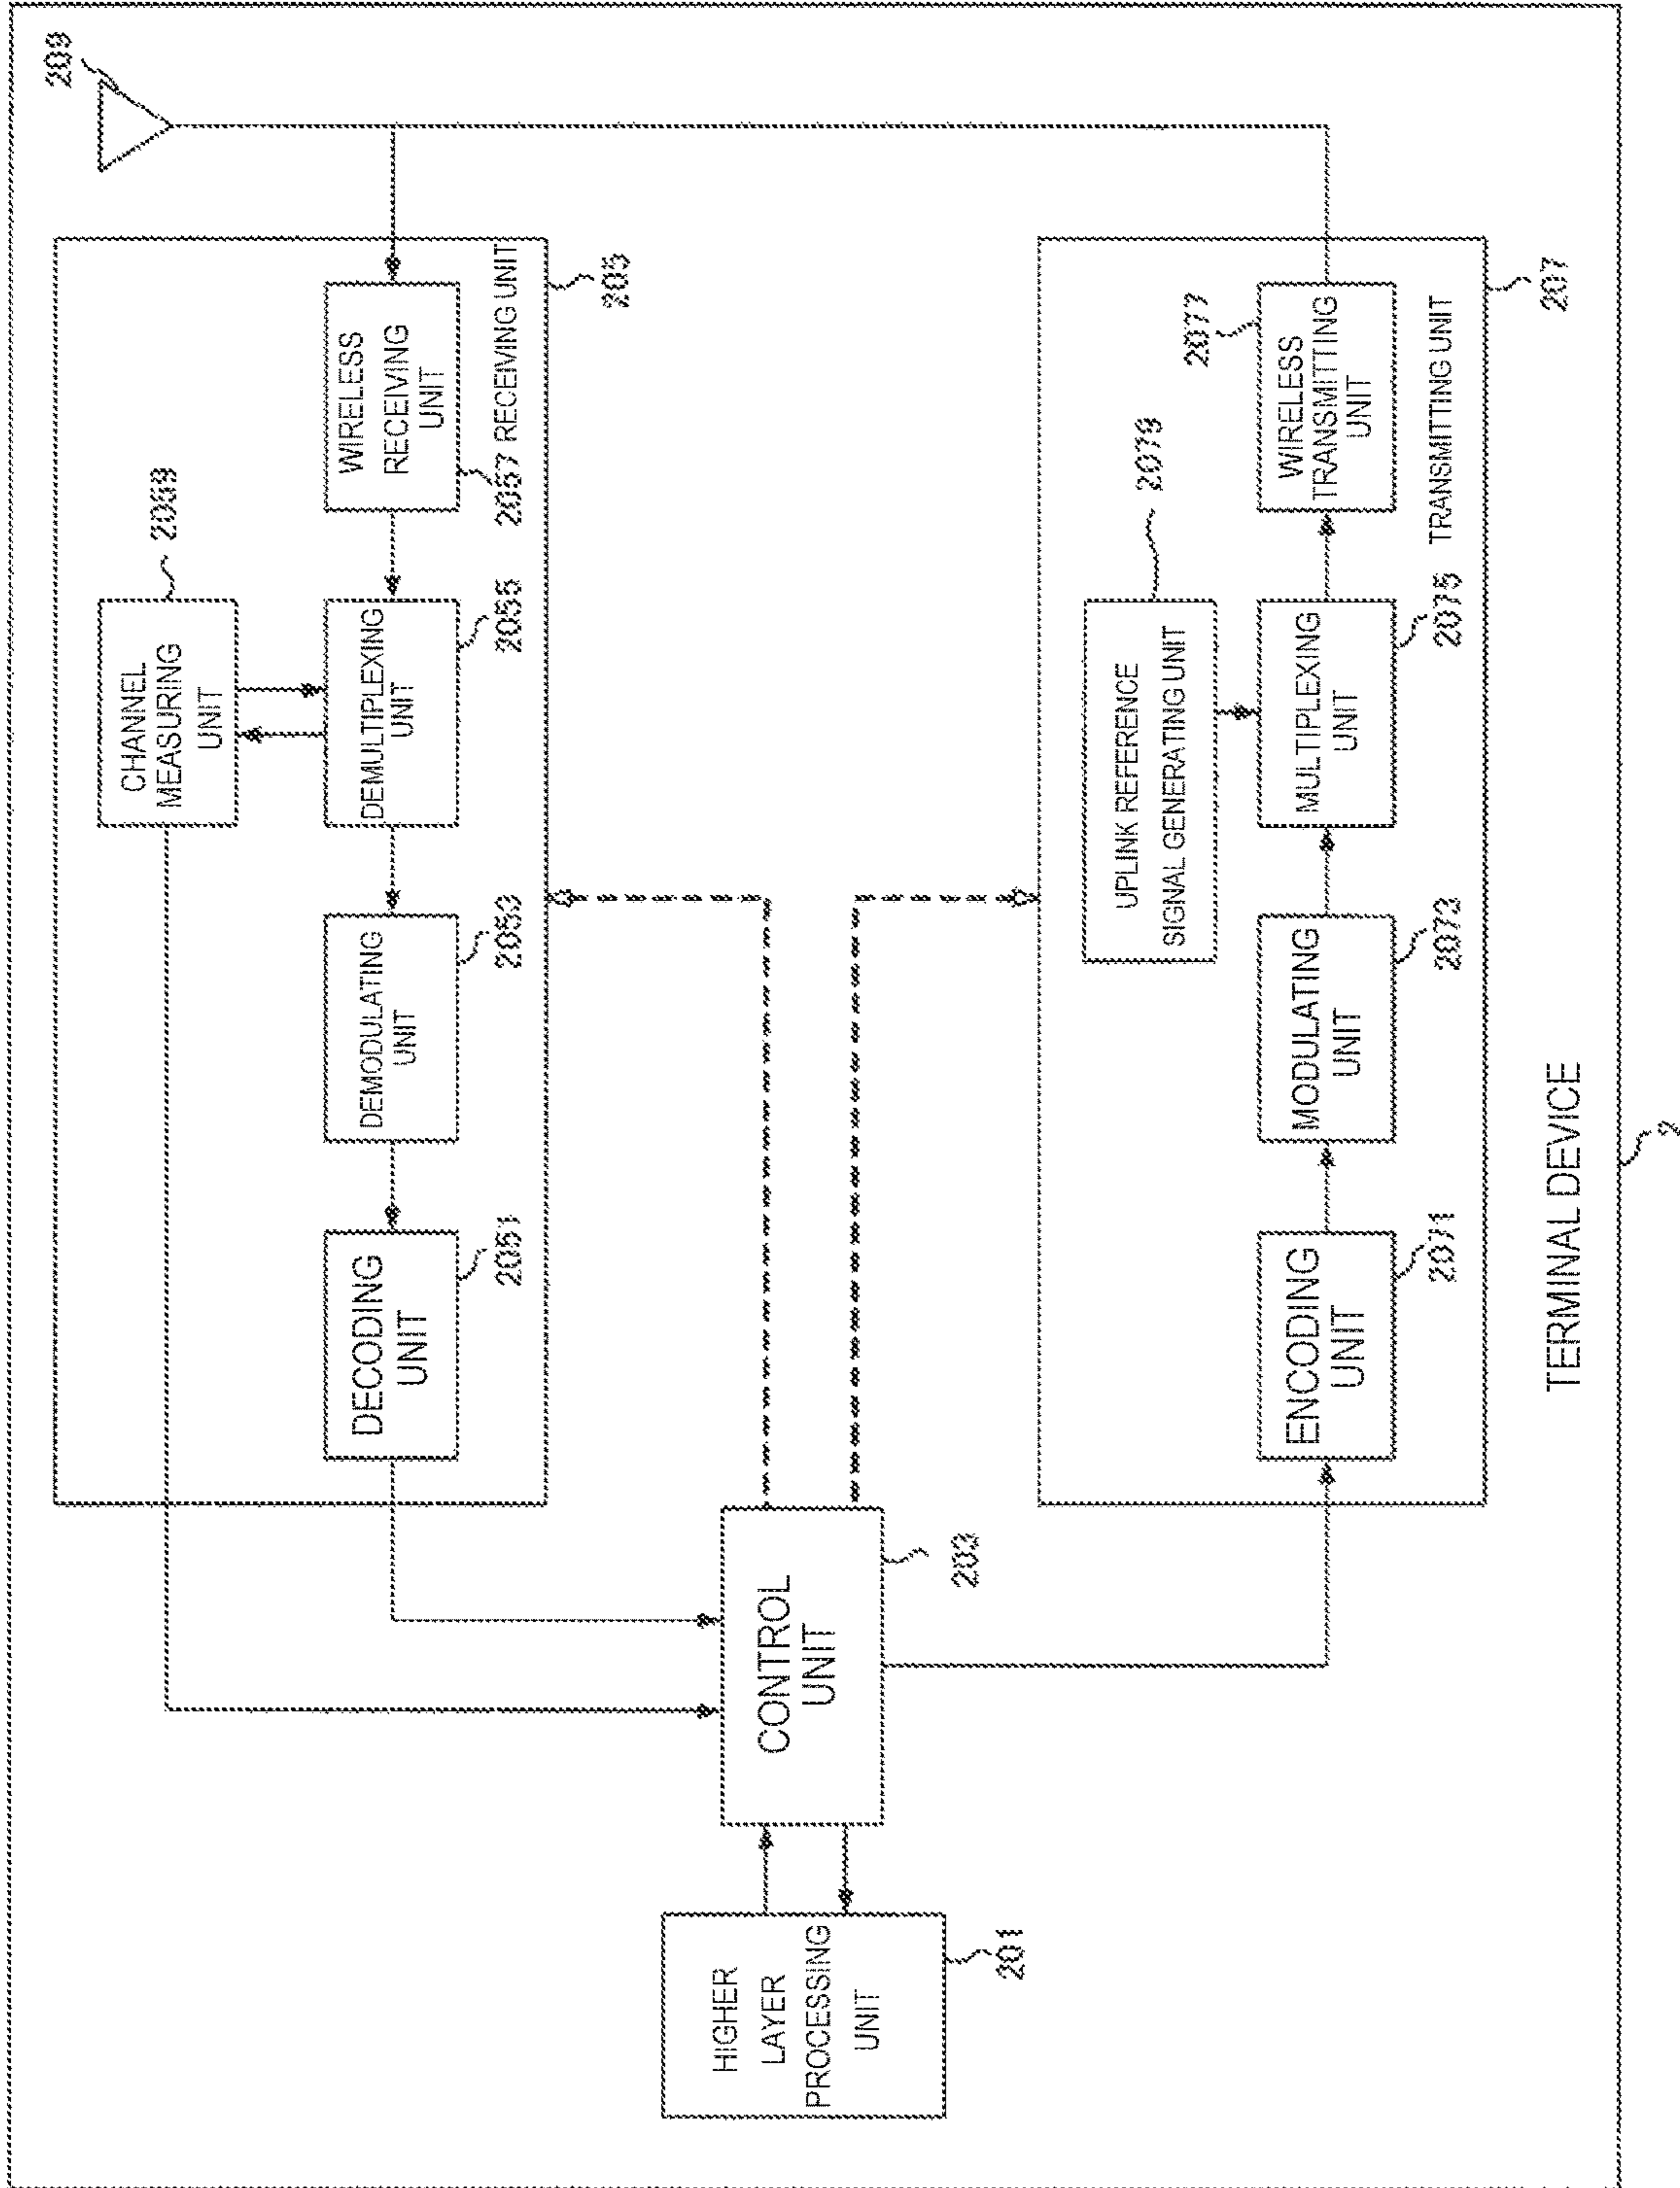 209
CHANNEL
MEASURING
UNIT
2059
DECODING
UNIT
2051
DEMODULATING
UNIT
2053
DEMULTIPLEXING
UNIT
2055
WIRELESS
RECEIVING
UNIT
2057
RECEIVING UNIT
205
HIGHER
LAYER
PROCESSING
UNIT
201
CONTROL
UNIT
203
UPLINK REFERENCE
SIGNAL GENERATING UNIT
2079
ENCODING
UNIT
2071
MODULATING
UNIT
2073
MULTIPLEXING
UNIT
2075
WIRELESS
TRANSMITTING
UNIT
2077
TRANSMITTING UNIT
207
TERMINAL DEVICE
2